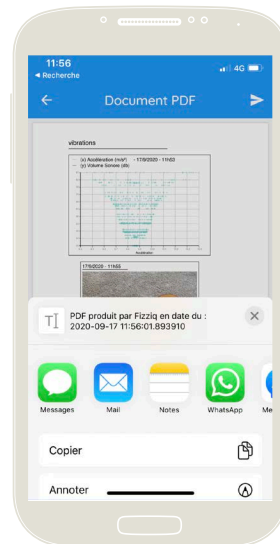 11:56
4G
◀ Recherche
Document PDF
vibrations
(x) Accélération (m/s²) - 17/9/2020 - 11h53
(y) Volume Sonore (db)
Accélération
17/9/2020 - 11h55
PDF produit par Fizziq en date du :
2020-09-17 11:56:01.893910
Messages
Mail
Notes
WhatsApp
Me
Copier
Annoter